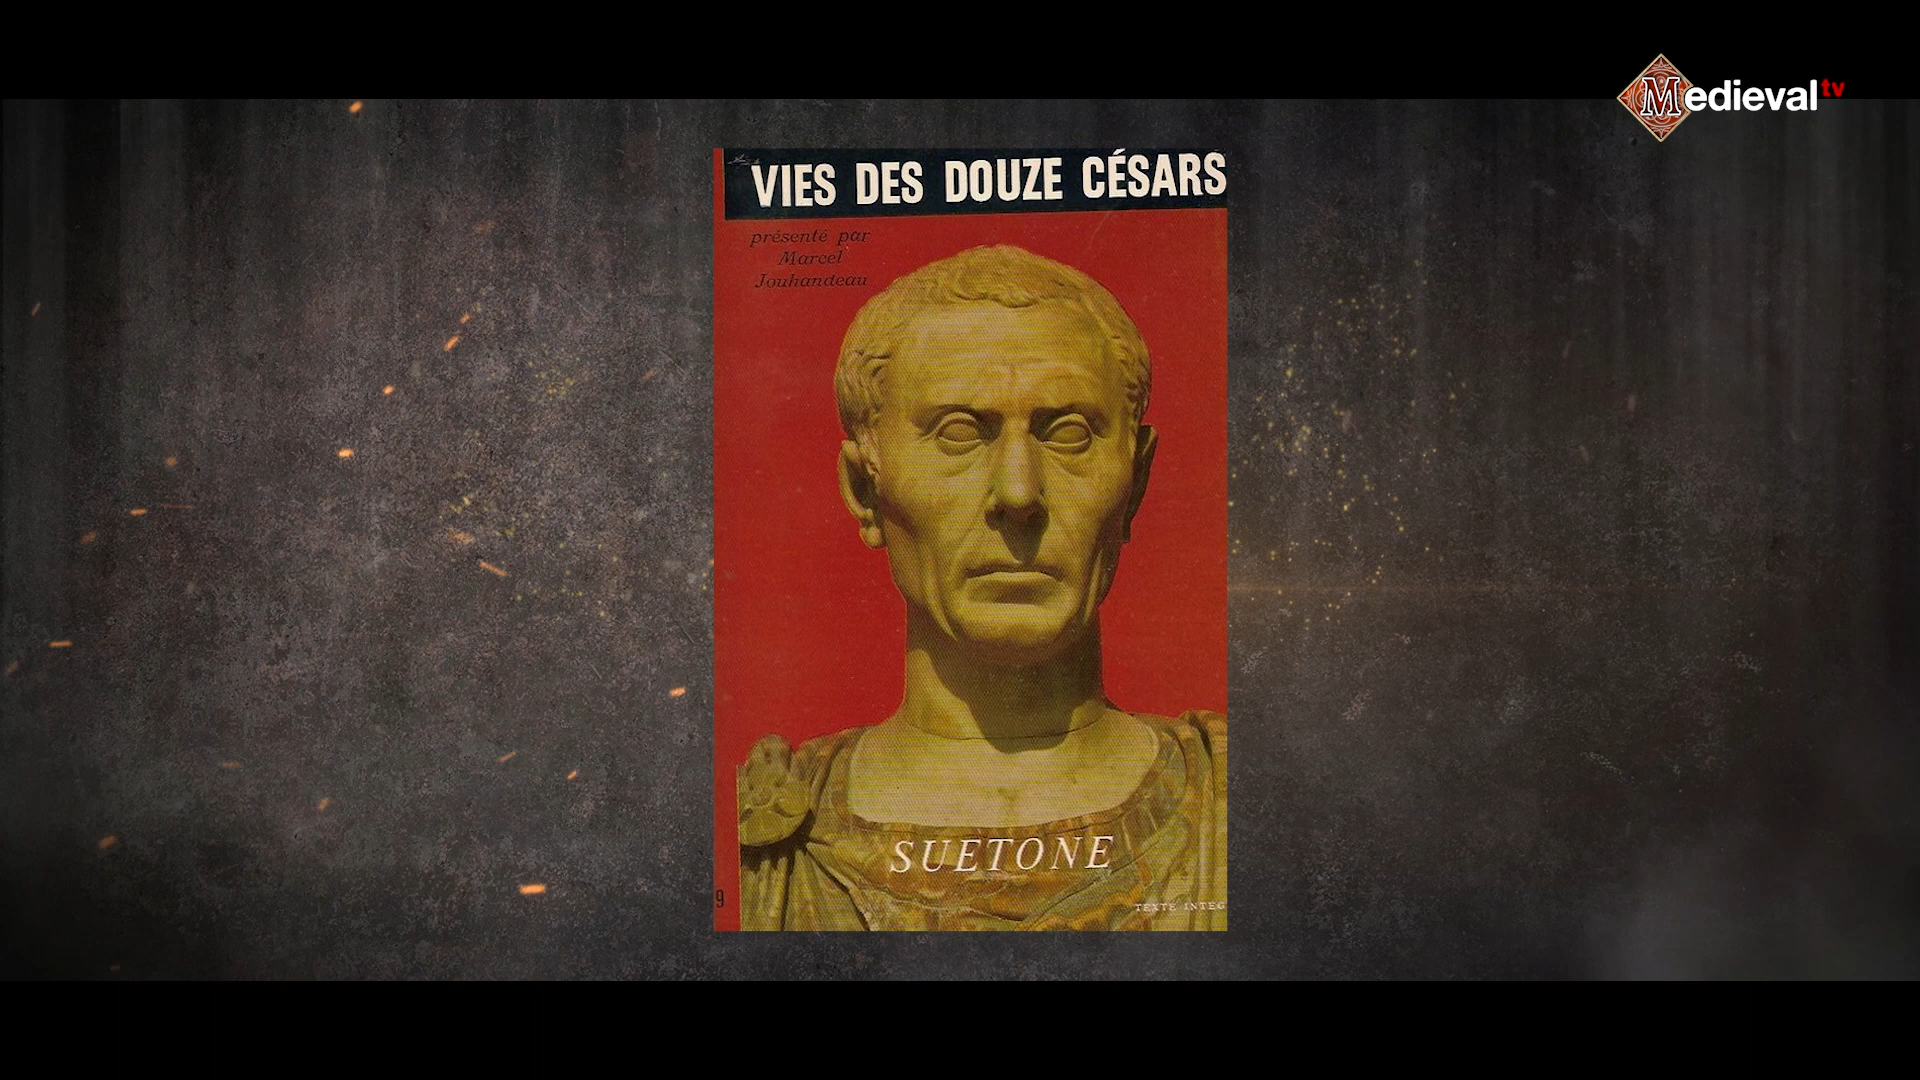 Medieval tv
VIES DES DOUZE CÉSARS
présenté par
Marcel
Jouhandeau
SUETONE
9
TEXTE INTEG